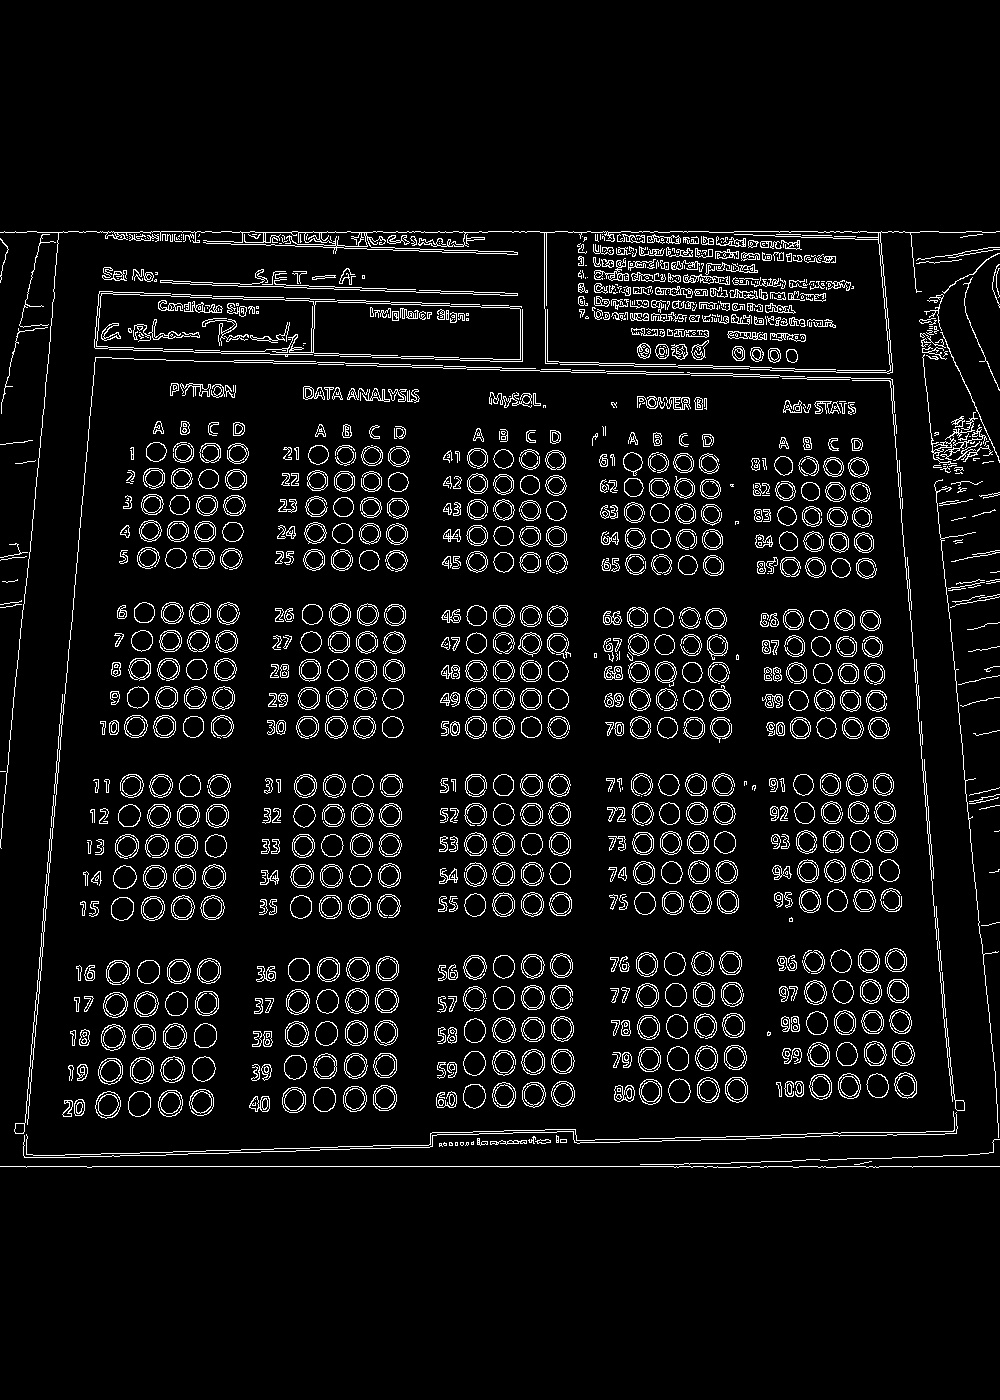 Assessment: Monthly Assessment
Set No: SET-A.
Candidate Sign:
Invigilator Sign:
1. This sheet should not be folded or crushed.
2. Use only blue/black ball point pen to fill the circles
3. Use of pencil is strictly prohibited.
4. Circles should be darkened completely and properly.
5. Cutting and erasing on this sheet is not allowed
6. Do not use any stray marks on the sheet.
7. Do not use marker or white fluid to hide the mark.
WRONG METHODS CORRECT METHOD
PYTHON DATA ANALYSIS MySQL POWER BI Adv STATS
A B C D A B C D A B C D A B C D A B C D
1 21 41 61 81
2 22 42 62 82
3 23 43 63 83
4 24 44 64 84
5 25 45 65 85
6 26 46 66 86
7 27 47 67 87
8 28 48 68 88
9 29 49 69 89
10 30 50 70 90
11 31 51 71 91
12 32 52 72 92
13 33 53 73 93
14 34 54 74 94
15 35 55 75 95
16 36 56 76 96
17 37 57 77 97
18 38 58 78 98
19 39 59 79 99
20 40 60 80 100